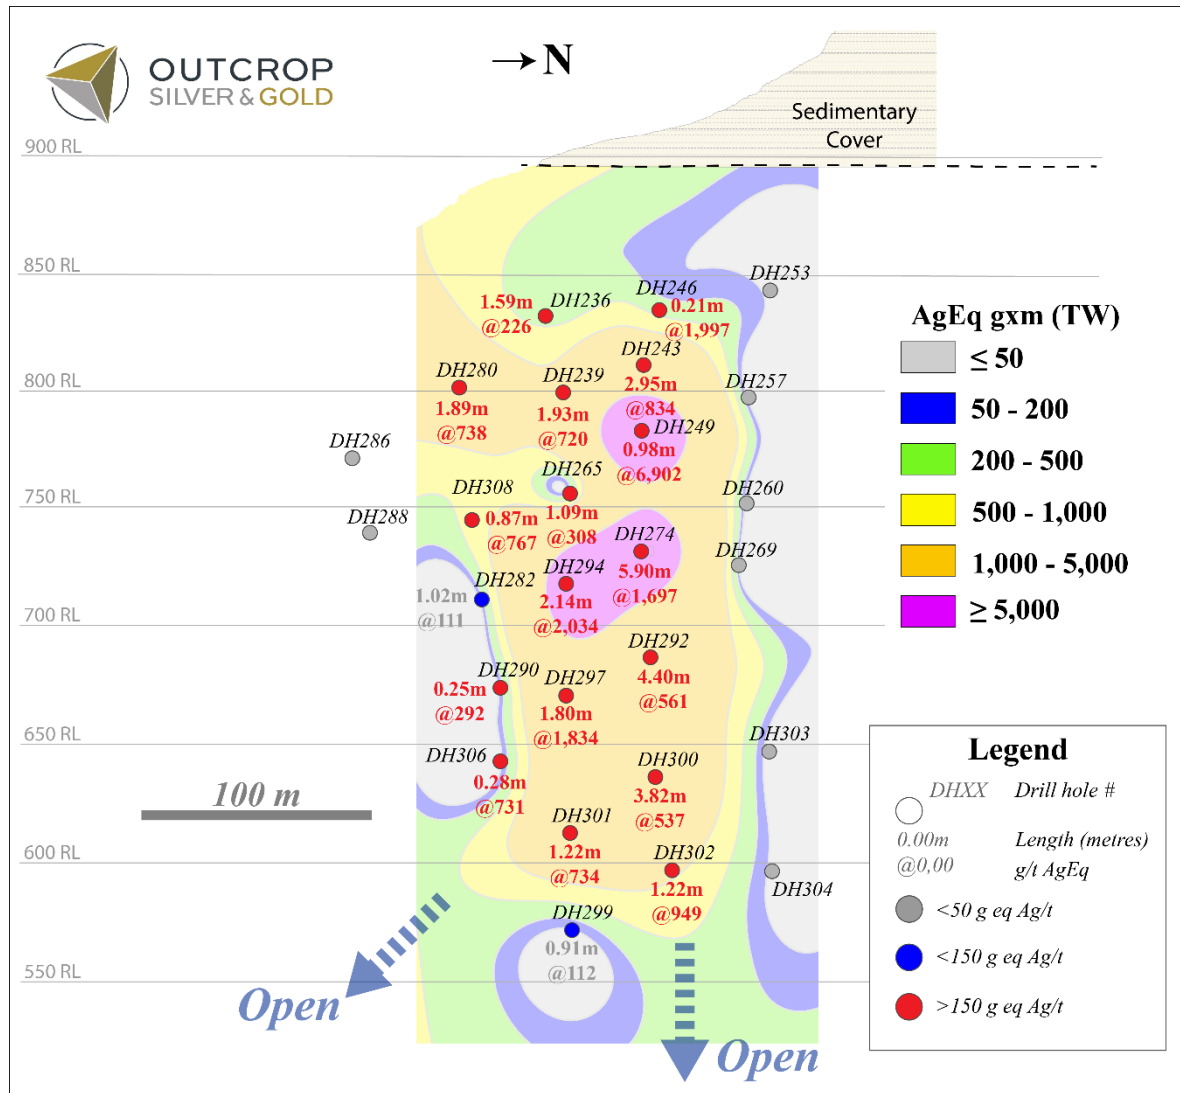 OUTCROP
SILVER & GOLD
→ N
Sedimentary
Cover
900 RL
850 RL
DH253
DH246
1.59m
DH236
0.21m
@226
@1,997
DH243
DH280
DH239
2.95m
DH257
800 RL
1.89m
1.93m
@834
@738
@720
DH249
0.98m
DH286
DH265
@6,902
DH308
DH260
750 RL
1.09m
0.87m
@308
@767
DH288
DH274
DH269
DH294
5.90m
DH282
@1,697
1.02m
2.14m
@111
@2,034
700 RL
DH292
DH290
DH297
4.40m
0.25m
@561
@292
1.80m
@1,834
650 RL
DH303
DH306
DH300
0.28m
3.82m
@731
@537
100 m
DH301
1.22m
DH302
600 RL
@734
1.22m
DH304
@949
DH299
0.91m
@112
550 RL
Open
Open
AgEq gxm (TW)
≤ 50
50 - 200
200 - 500
500 - 1,000
1,000 - 5,000
≥ 5,000
Legend
DHXX Drill hole #
0.00m Length (metres)
@0,00 g/t AgEq
<50 g eq Ag/t
<150 g eq Ag/t
>150 g eq Ag/t